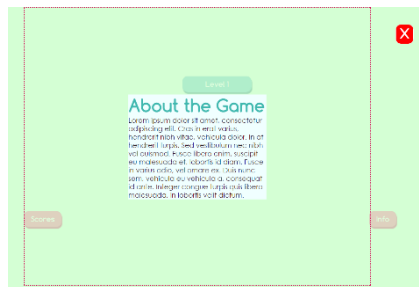 X
Level 1
About the Game
Lorem ipsum dolor sit amet, consectetur
adipiscing elit. Cras in erat varius,
hendrerit nibh vitae, vehicula dolor. In at
hendrerit turpis. Sed vestibulum nec nibh
vel euismod. Fusce libero enim, suscipit
eu malesuada et, lobortis id diam. Fusce
in varius odio, vel ornare ex. Duis nunc
sem, vehicula eu vehicula a, consequat
id ante. Integer congue turpis quis libero
malesuada, in lobortis velit dictum.
Scores
Info